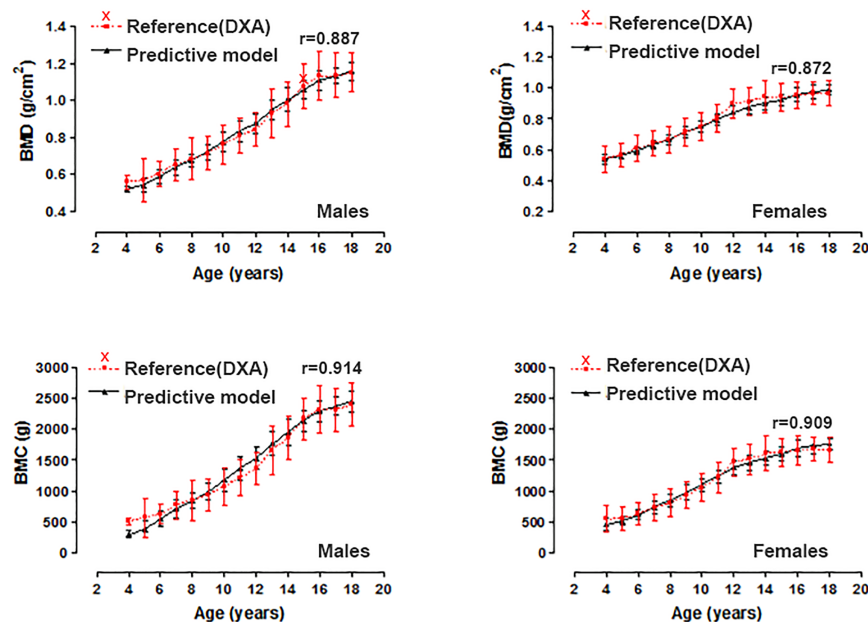 X
Reference(DXA)
Predictive model
r=0.887
BMD (g/cm²)
1.4
1.2
1.0
0.8
0.6
0.4
Males
2 4 6 8 10 12 14 16 18 20
Age (years)
X
Reference(DXA)
Predictive model
r=0.872
BMD(g/cm²)
1.4
1.2
1.0
0.8
0.6
0.4
0.2
Females
2 4 6 8 10 12 14 16 18 20
Age (years)
X
Reference(DXA)
Predictive model
r=0.914
BMC (g)
3000
2500
2000
1500
1000
500
0
Males
2 4 6 8 10 12 14 16 18 20
Age (years)
X
Reference(DXA)
Predictive model
r=0.909
BMC (g)
3000
2500
2000
1500
1000
500
0
Females
2 4 6 8 10 12 14 16 18 20
Age (years)